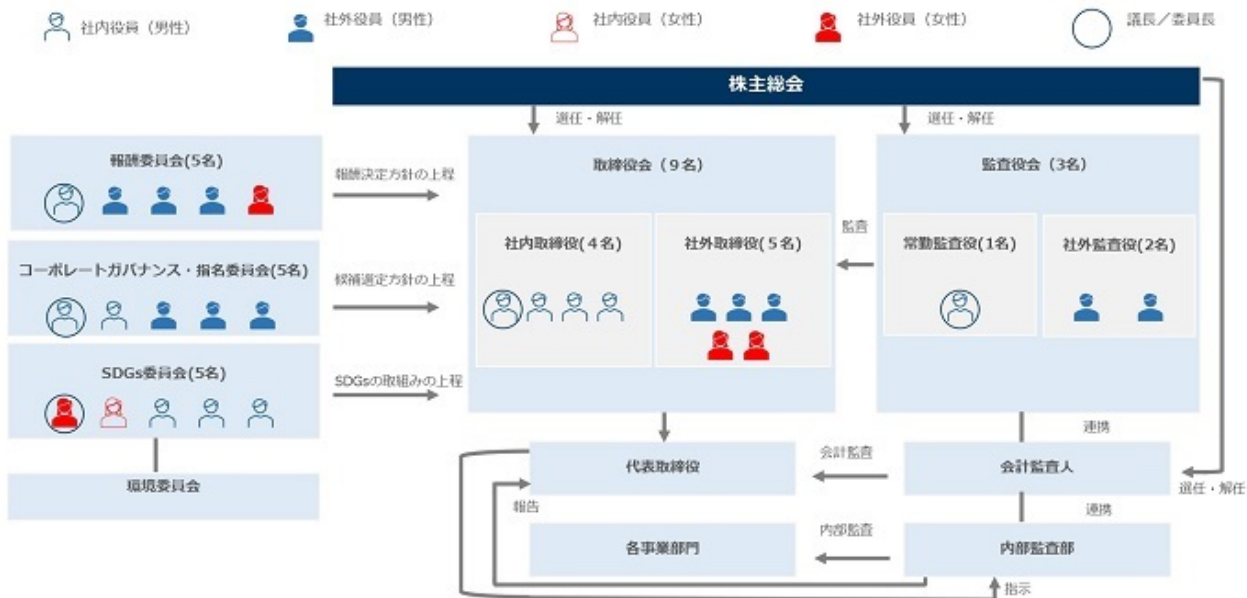 社内役員（男性）
社外役員（男性）
社内役員（女性）
社外役員（女性）
議長／委員長
株主総会
選任・解任
選任・解任
報酬委員会(5名)
報酬決定方針の上程
取締役会（９名）
監査役会（3名）
社内取締役(４名)
社外取締役(５名)
監査
常勤監査役(1名)
社外監査役(2名)
コーポレートガバナンス・指名委員会(5名)
候補選定方針の上程
SDGs委員会(5名)
SDGsの取組みの上程
連携
代表取締役
会計監査
会計監査人
環境委員会
選任・解任
報告
連携
各事業部門
内部監査
内部監査部
指示